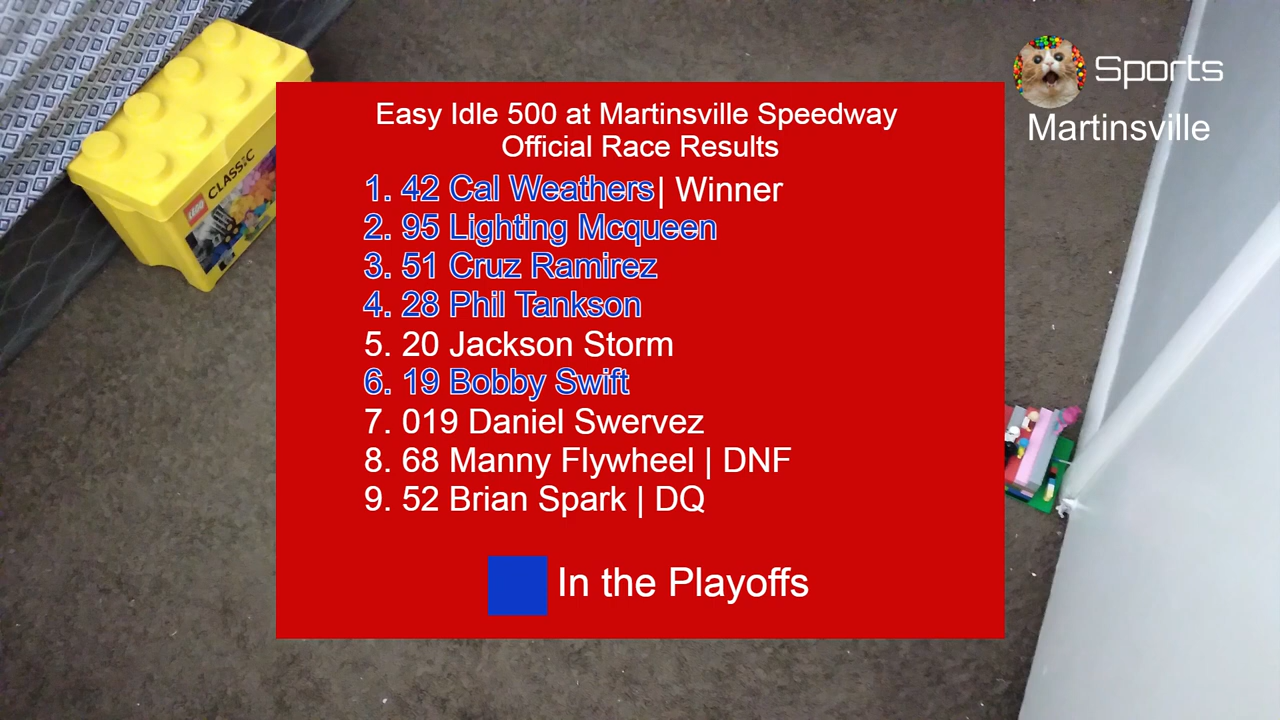 Sports
Martinsville
Easy Idle 500 at Martinsville Speedway
Official Race Results
1. 42 Cal Weathers| Winner
2. 95 Lighting Mcqueen
3. 51 Cruz Ramirez
4. 28 Phil Tankson
5. 20 Jackson Storm
6. 19 Bobby Swift
7. 019 Daniel Swervez
8. 68 Manny Flywheel | DNF
9. 52 Brian Spark | DQ
In the Playoffs
LEGO
CLASSIC